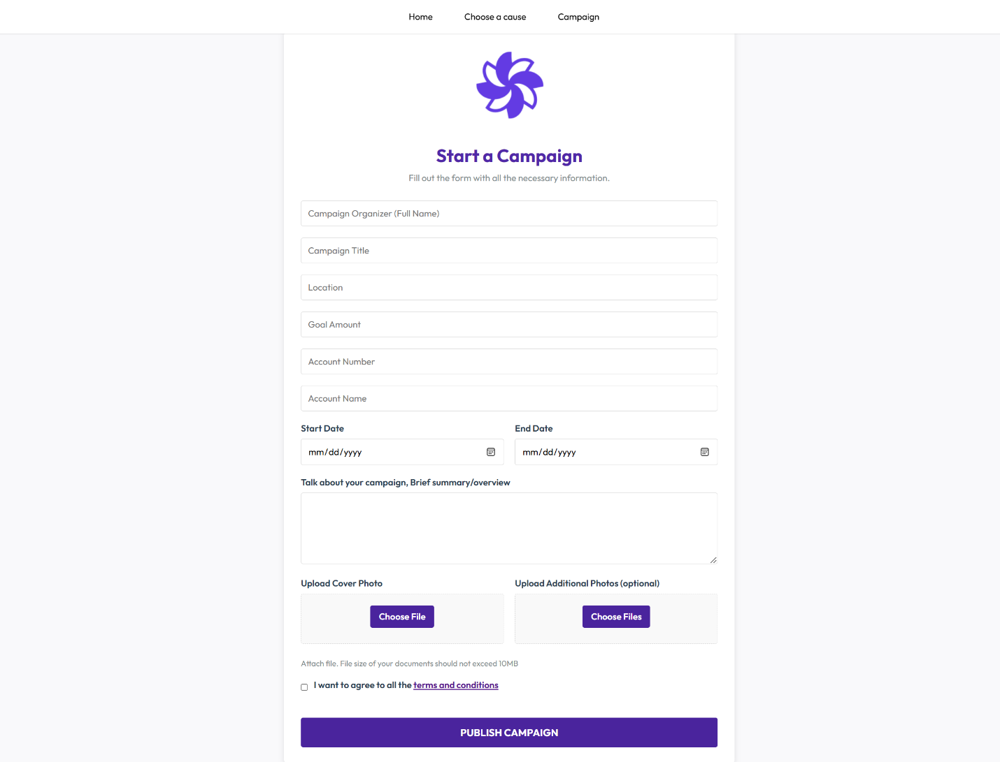 Home Choose a cause Campaign
Start a Campaign
Fill out the form with all the necessary information.
Campaign Organizer (Full Name)
Campaign Title
Location
Goal Amount
Account Number
Account Name
Start Date End Date
mm/dd/yyyy mm/dd/yyyy
Talk about your campaign, Brief summary/overview
Upload Cover Photo Upload Additional Photos (optional)
Choose File Choose Files
Attach file. File size of your documents should not exceed 10MB
I want to agree to all the terms and conditions
PUBLISH CAMPAIGN